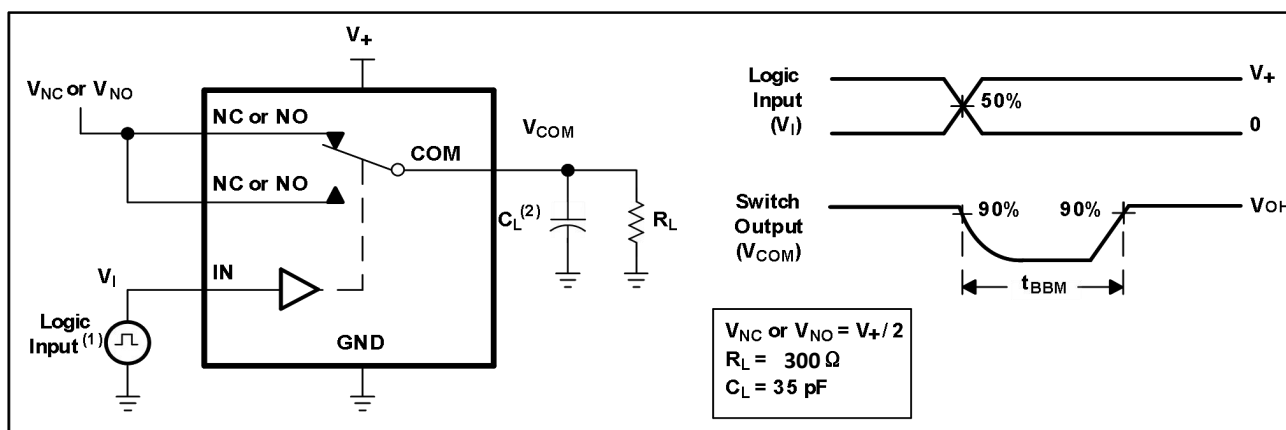 V+
VNC or VNO
NC or NO
VCOM
COM
NC or NO
CL(2)
RL
VI
IN
Logic
Input(1)
GND
Logic
Input
(VI)
50%
V+
0
Switch
Output
(VCOM)
90%
90%
VOH
tBBM
VNC or VNO = V+/2
RL = 300 Ω
CL = 35 pF